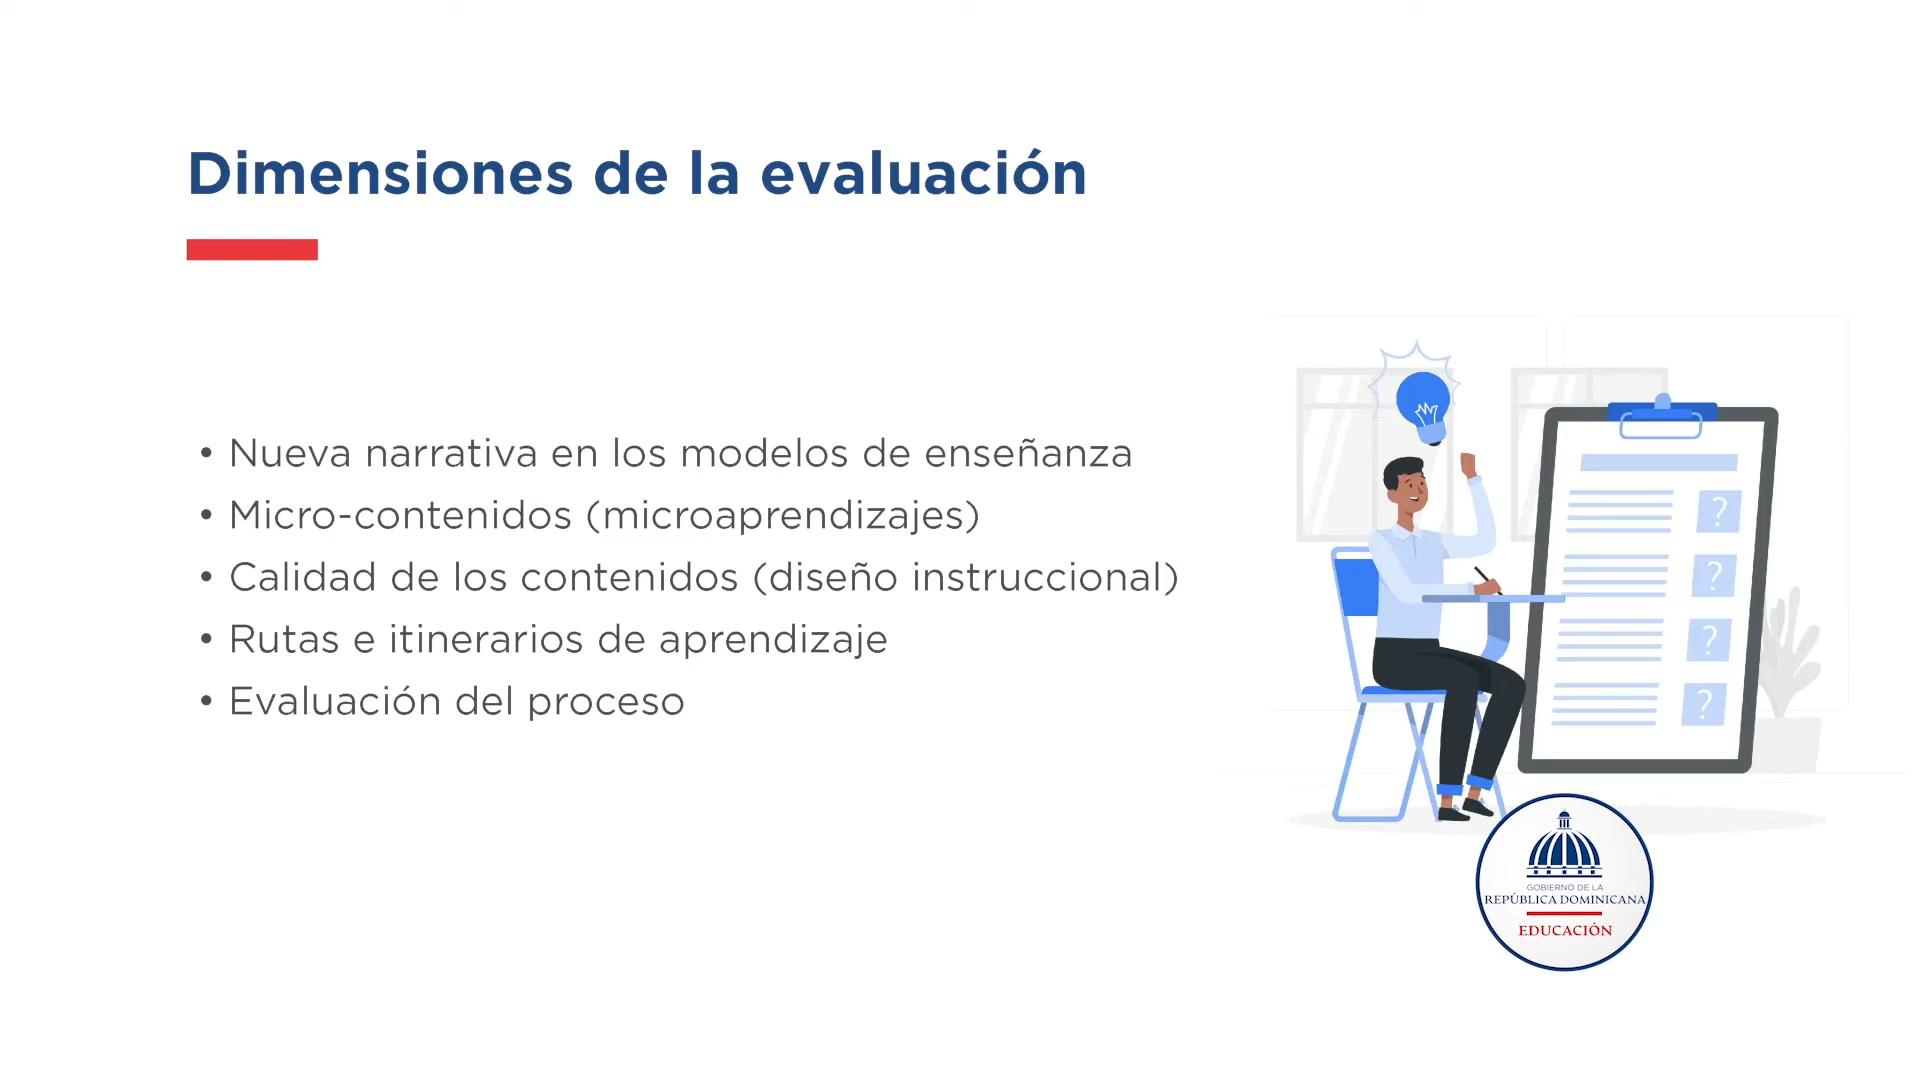 Dimensiones de la evaluación
• Nueva narrativa en los modelos de enseñanza
• Micro-contenidos (microaprendizajes)
• Calidad de los contenidos (diseño instruccional)
• Rutas e itinerarios de aprendizaje
• Evaluación del proceso
?
?
?
?
GOBIERNO DE LA
REPÚBLICA DOMINICANA
EDUCACIÓN